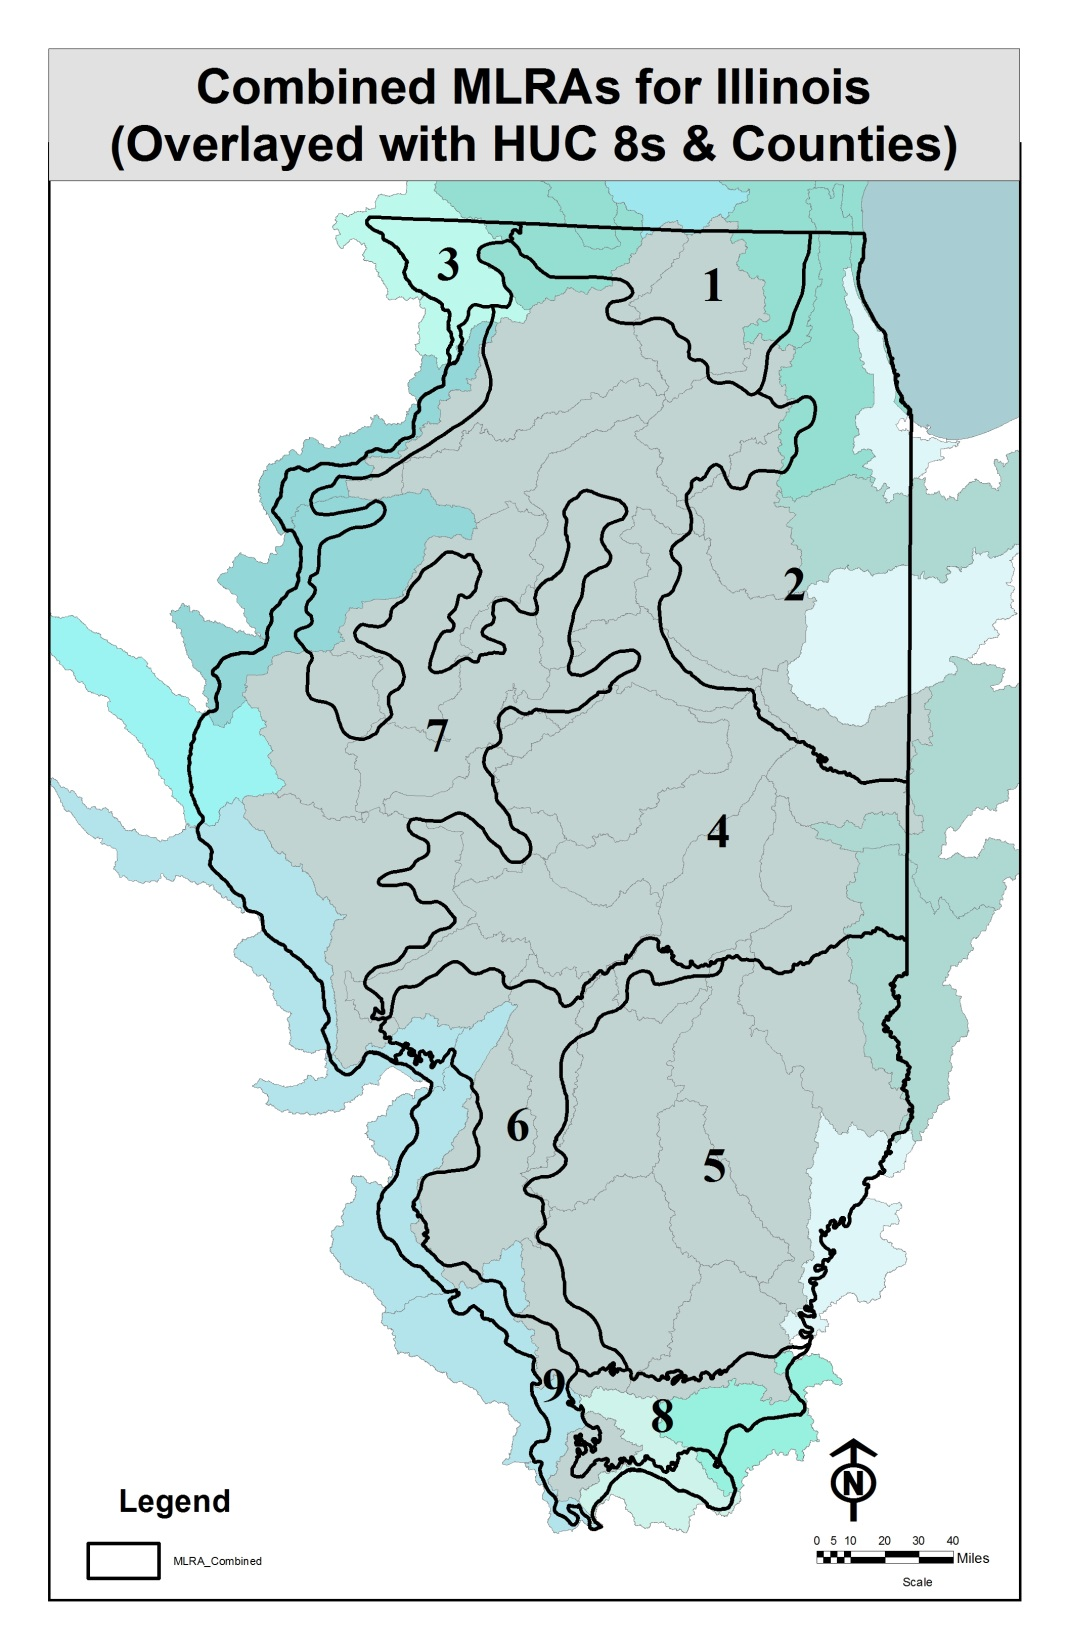 Combined MLRAs for Illinois
(Overlayed with HUC 8s & Counties)
3
1
2
7
4
6
5
9
8
N
Legend
MLRA_Combined
0 5 10 20 30 40
Miles
Scale